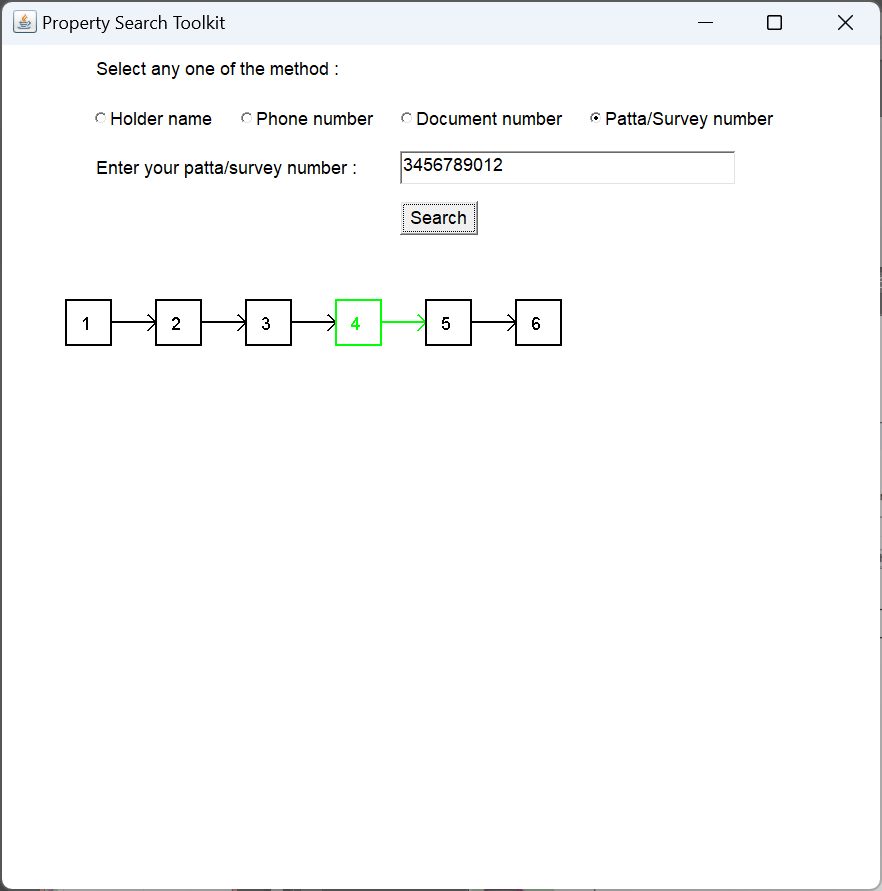 Property Search Toolkit
Select any one of the method :
Holder name Phone number Document number Patta/Survey number
Enter your patta/survey number : 3456789012
Search
1 2 3 4 5 6